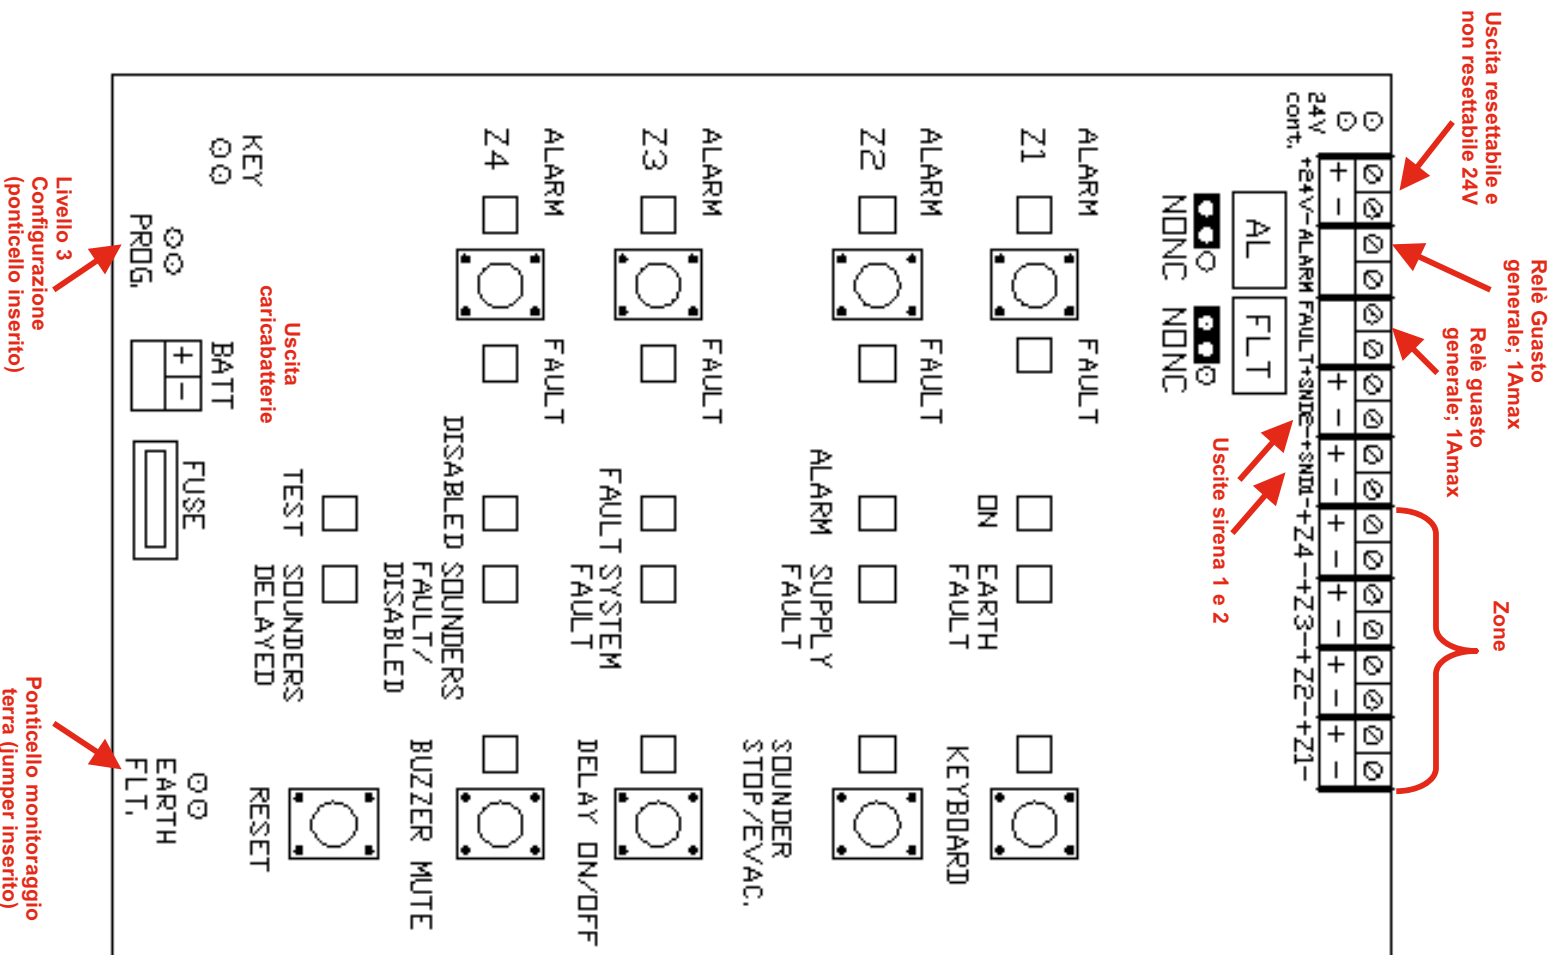 Relè Guasto
generale; 1Amax
Uscita resettabile e
non resettabile 24V
Zone
Relè guasto
generale; 1Amax
+ - + - + - + - + - + - + -
24V
cont.
+24V- ALARM FAULT +SND2- +SND1- +Z4- +Z3- +Z2- +Z1-
AL
FLT
NONC
NONC
Uscite sirena 1 e 2
ALARM
FAULT
Z1
ON
EARTH
FAULT
KEYBOARD
ALARM
FAULT
Z2
ALARM
SUPPLY
FAULT
SOUNDER
STOP/EVAC.
ALARM
FAULT
Z3
FAULT
SYSTEM
FAULT
DELAY ON/OFF
ALARM
FAULT
Z4
DISABLED
SOUNDERS
FAULT/
DISABLED
BUZZER MUTE
TEST
SOUNDERS
DELAYED
RESET
Uscita
caricabatterie
KEY
BATT
+ -
FUSE
PROG.
EARTH
FLT.
Livello 3
Configurazione
(ponticello inserito)
Ponticello monitoraggio
terra (jumper inserito)